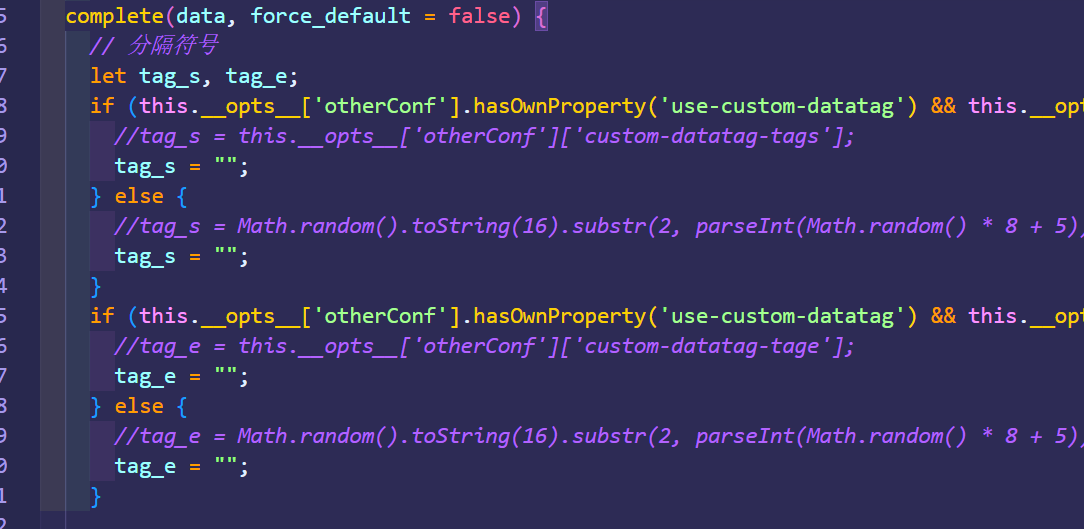 5 complete(data, force_default = false) {
6 // 分隔符号
7 let tag_s, tag_e;
8 if (this.__opts__['otherConf'].hasOwnProperty('use-custom-datatag') && this.__opt
9 //tag_s = this.__opts__['otherConf']['custom-datatag-tags'];
0 tag_s = "";
1 } else {
2 //tag_s = Math.random().toString(16).substr(2, parseInt(Math.random() * 8 + 5))
3 tag_s = "";
4 }
5 if (this.__opts__['otherConf'].hasOwnProperty('use-custom-datatag') && this.__opt
6 //tag_e = this.__opts__['otherConf']['custom-datatag-tage'];
7 tag_e = "";
8 } else {
9 //tag_e = Math.random().toString(16).substr(2, parseInt(Math.random() * 8 + 5))
0 tag_e = "";
1 }
2